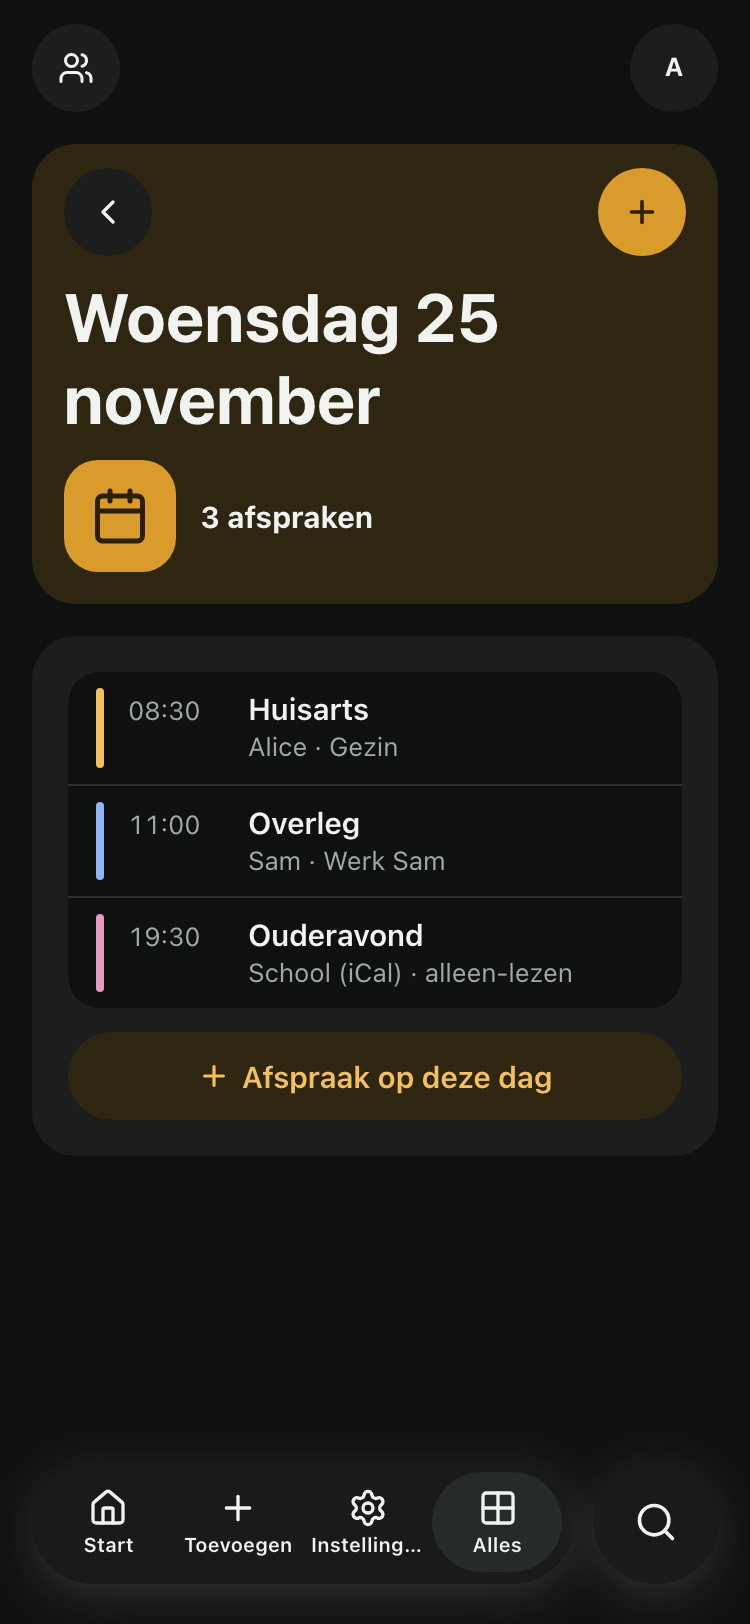 A
Woensdag 25
november
3 afspraken
08:30 Huisarts
Alice · Gezin
11:00 Overleg
Sam · Werk Sam
19:30 Ouderavond
School (iCal) · alleen-lezen
+ Afspraak op deze dag
Start Toevoegen Instelling... Alles